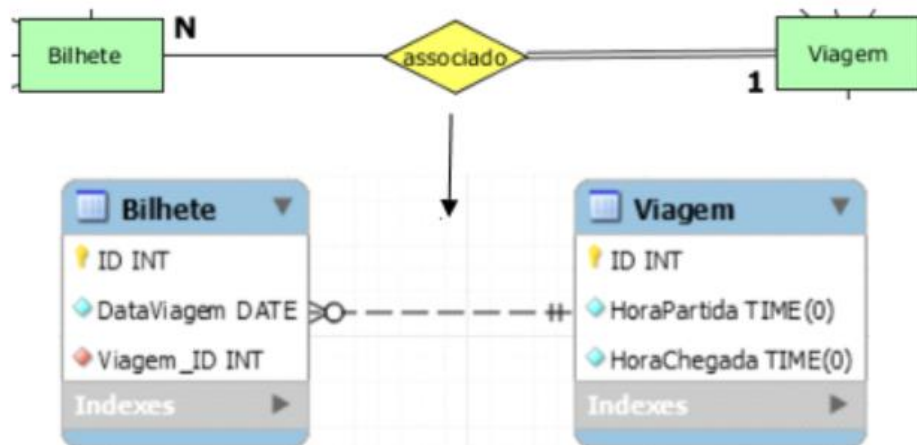 N
Bilhete
associado
Viagem
1
Bilhete
ID INT
DataViagem DATE
Viagem_ID INT
Indexes
Viagem
ID INT
HoraPartida TIME(0)
HoraChegada TIME(0)
Indexes